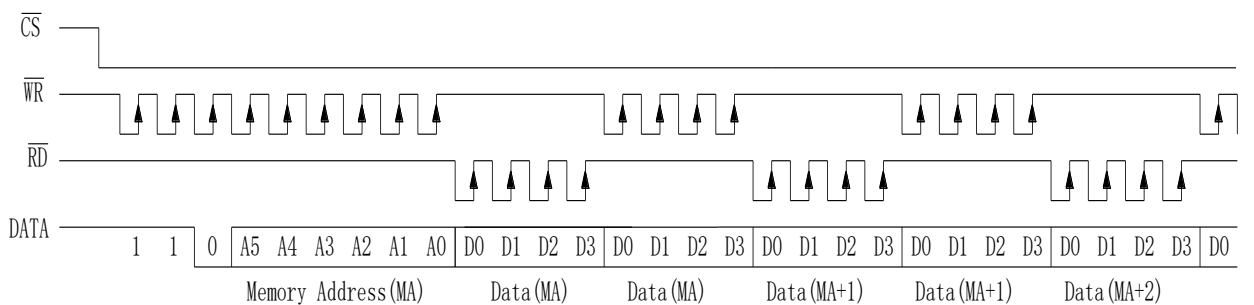 CS
WR
RD
DATA 1 1 0 A5 A4 A3 A2 A1 A0 D0 D1 D2 D3 D0 D1 D2 D3 D0 D1 D2 D3 D0 D1 D2 D3 D0 D1 D2 D3 D0
Memory Address(MA) Data(MA) Data(MA) Data(MA+1) Data(MA+1) Data(MA+2)